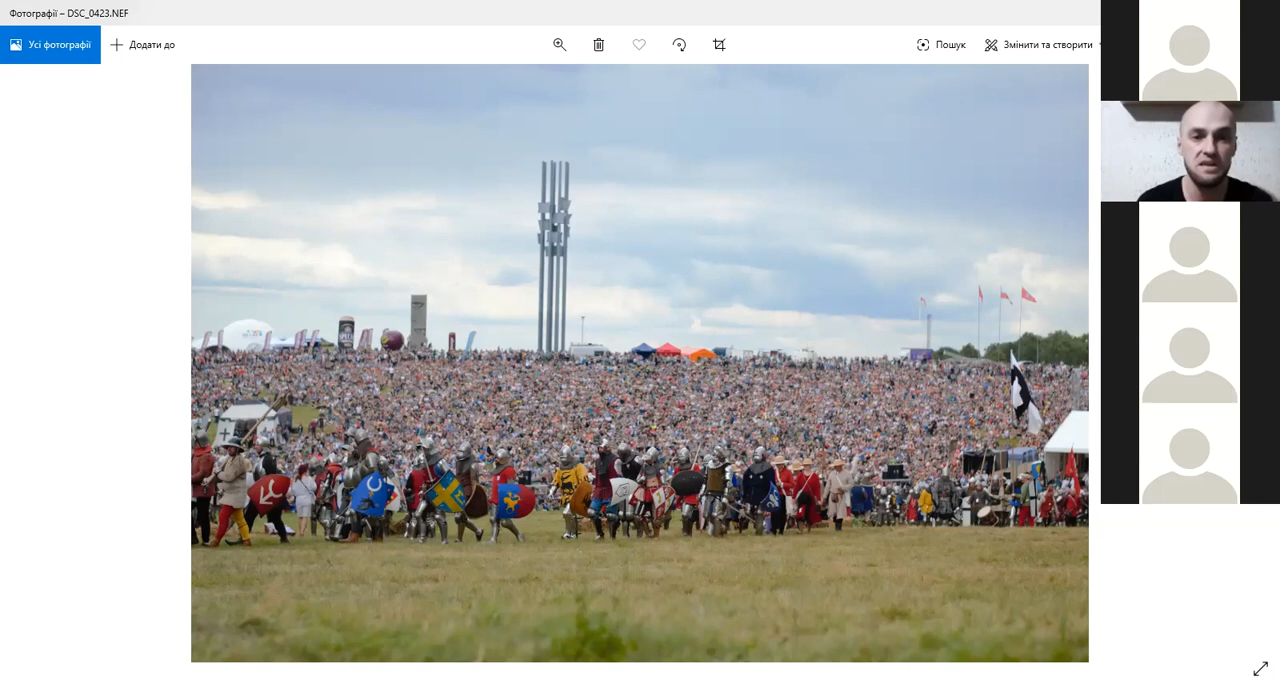 Фотографії – DSC_0423.NEF
Усі фотографії
Додати до
Пошук
Змінити та створити